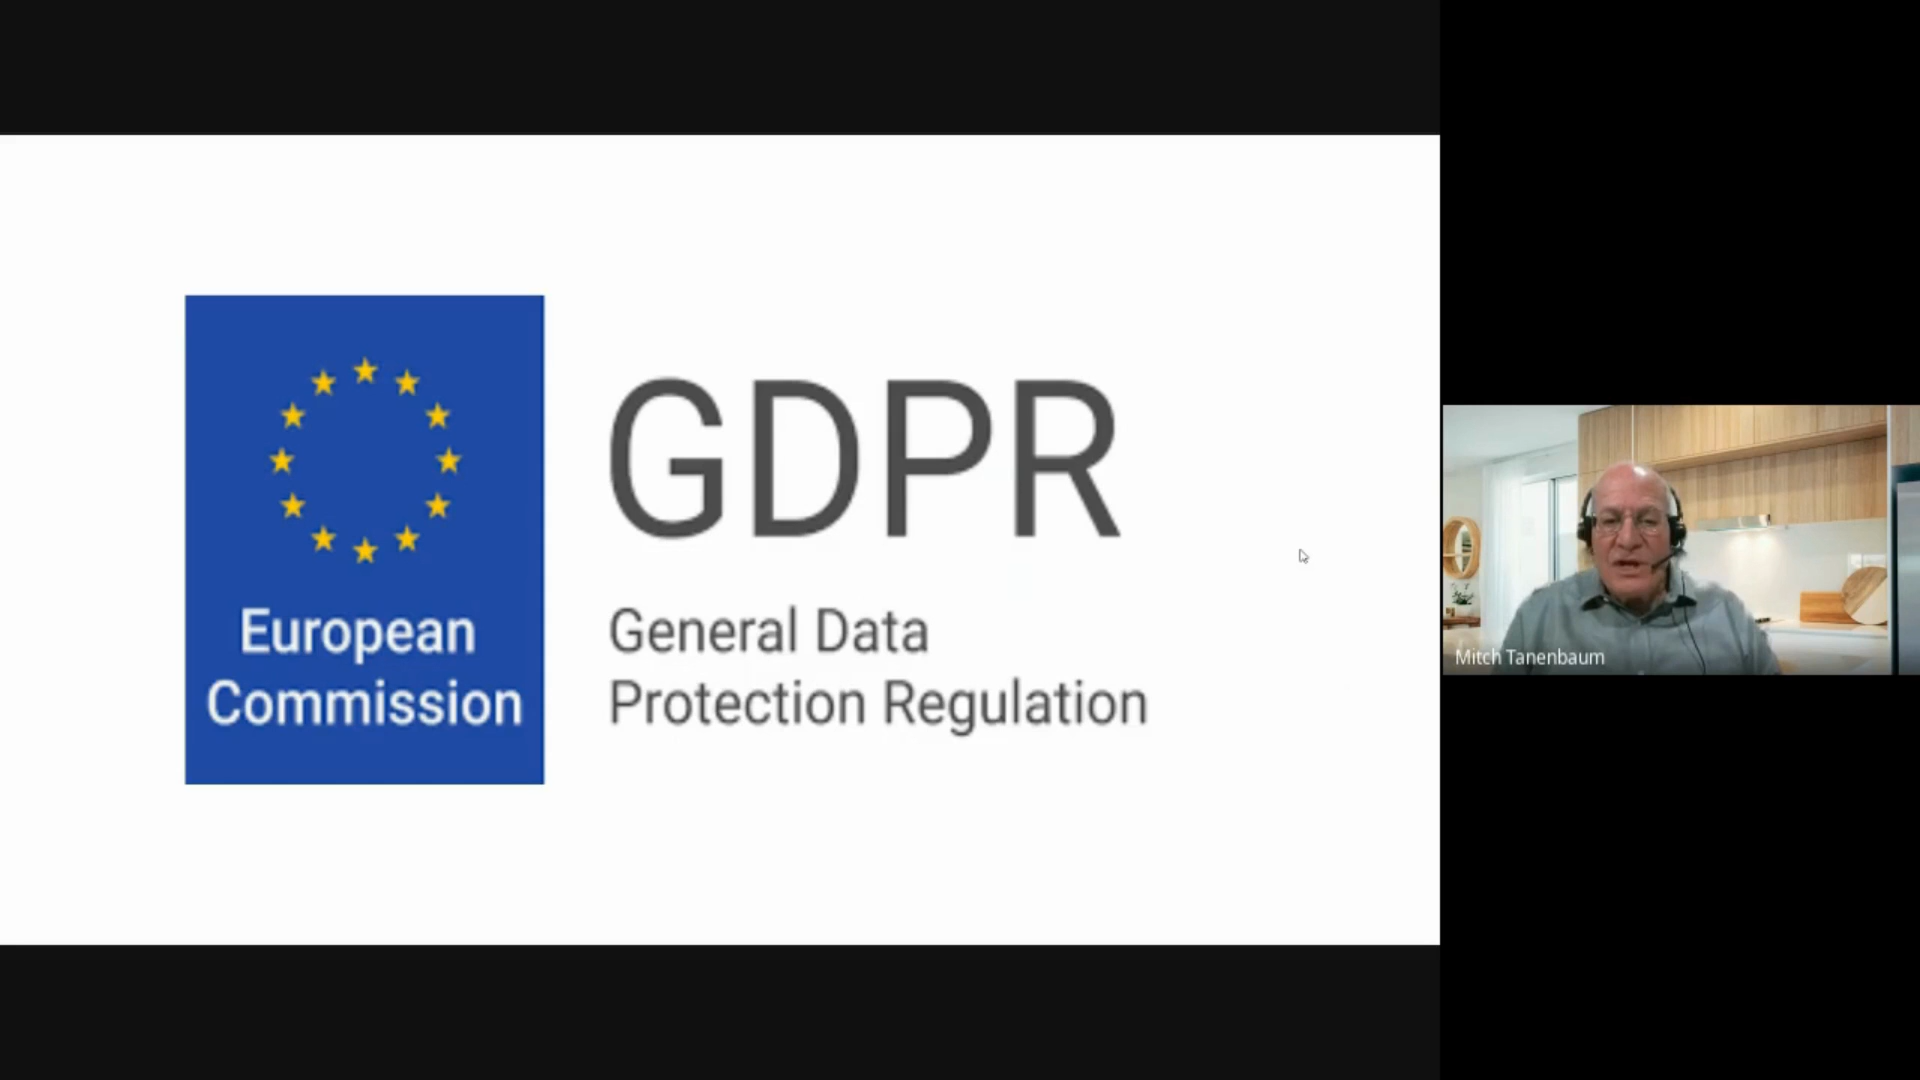 European
Commission
GDPR
General Data
Protection Regulation
Mitch Tanenbaum